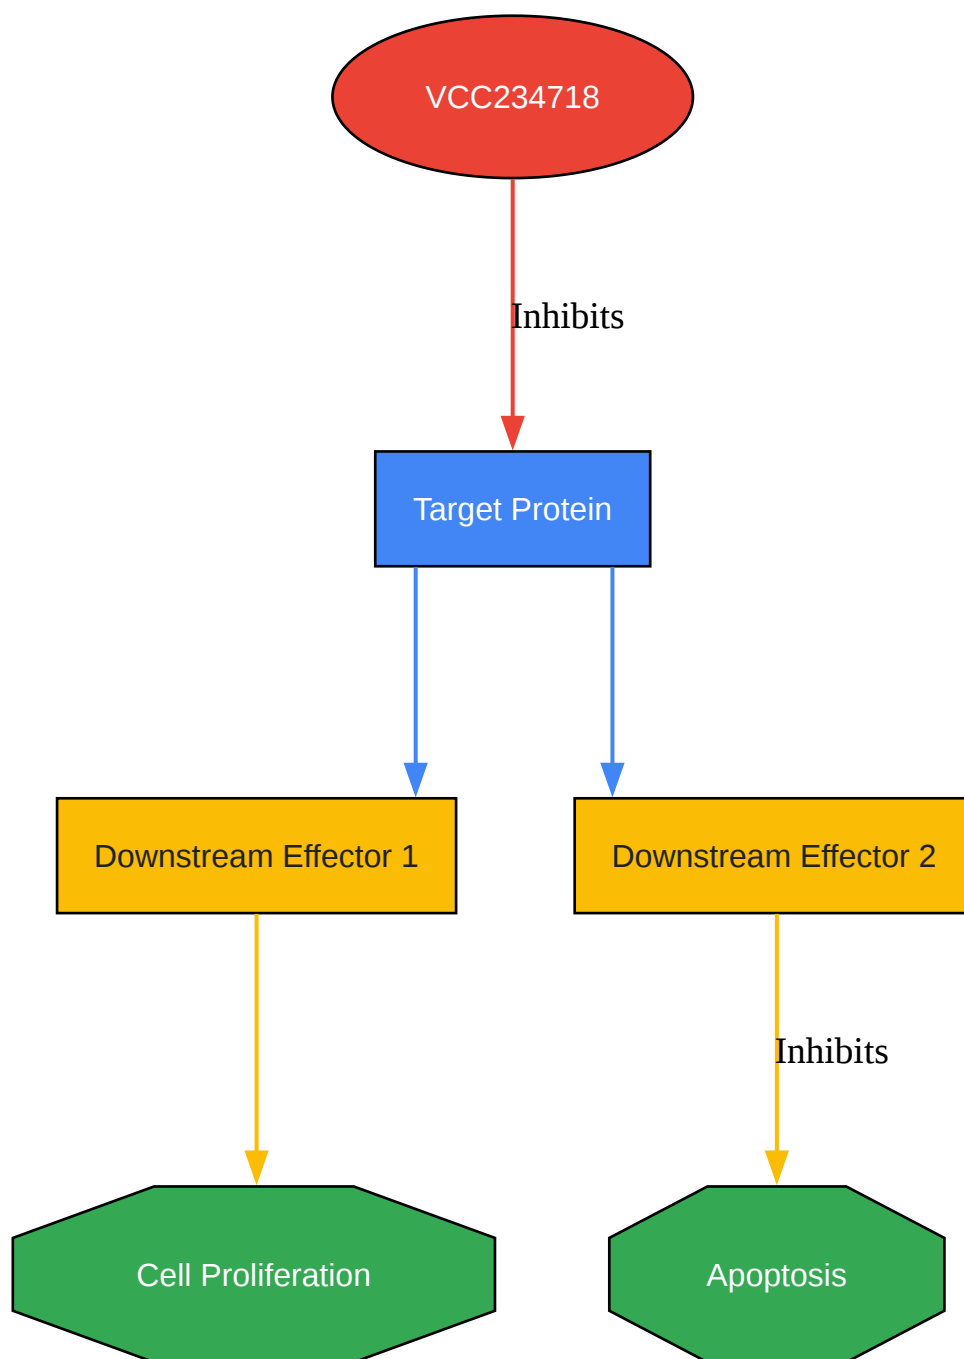 VCC234718
Inhibits
Target Protein
Downstream Effector 1
Downstream Effector 2
Inhibits
Cell Proliferation
Apoptosis